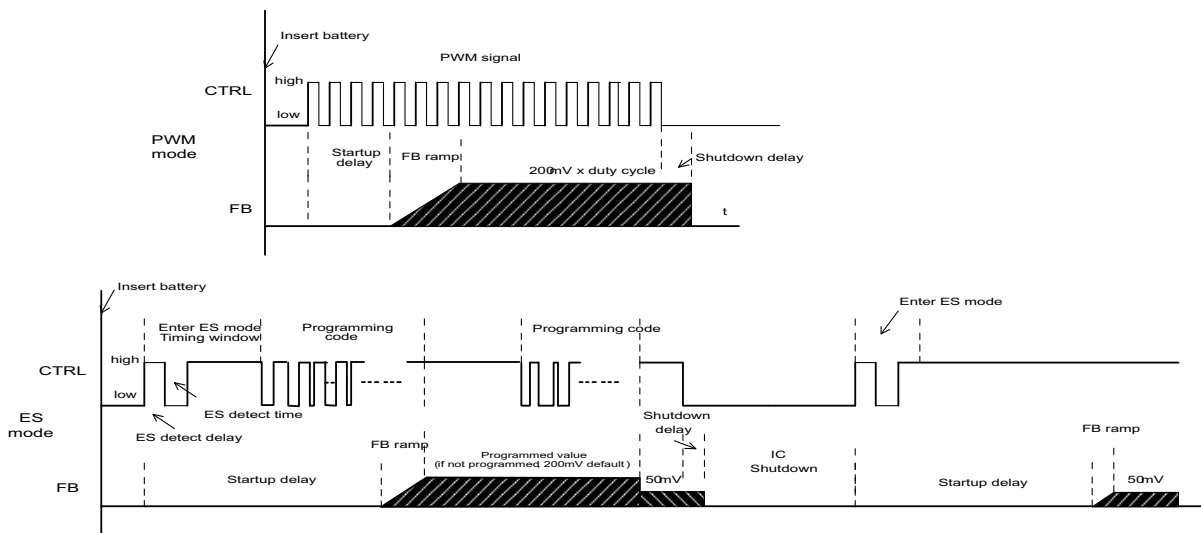 Insert battery
PWM signal
CTRL
high
low
PWM
mode
Startup
delay
FB ramp
Shutdown delay
200mV x duty cycle
FB
t
Insert battery
Enter ES mode
Enter ES mode
Timing window
Programming
code
Programming code
CTRL
high
low
ES
mode
ES detect time
ES detect delay
Shutdown
delay
FB ramp
FB ramp
Programmed value
(if not programmed, 200mV default )
IC
Shutdown
50mV
50mV
Startup delay
Startup delay
FB